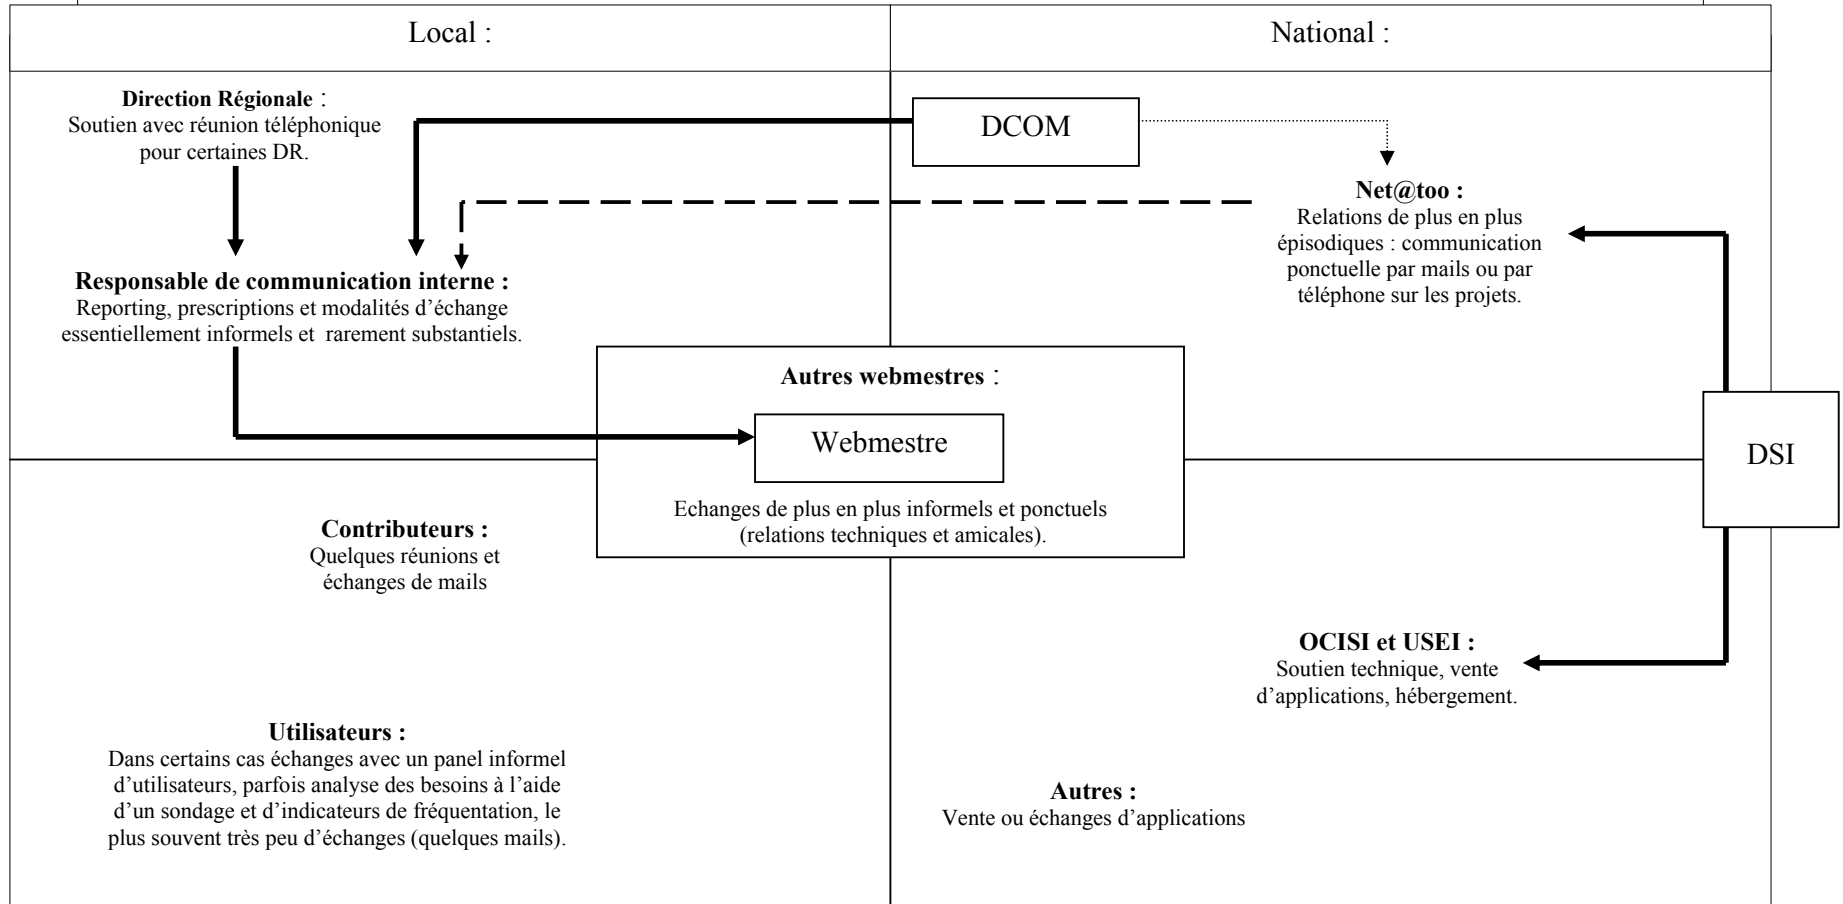 Local :
National :
Direction Régionale :
Soutien avec réunion téléphonique
pour certaines DR.
DCOM
Net@too :
Relations de plus en plus
épisodiques : communication
ponctuelle par mails ou par
téléphone sur les projets.
Responsable de communication interne :
Reporting, prescriptions et modalités d’échange
essentiellement informels et rarement substantiels.
Autres webmestres :
Webmestre
Echanges de plus en plus informels et ponctuels
(relations techniques et amicales).
DSI
Contributeurs :
Quelques réunions et
échanges de mails
OCISI et USEI :
Soutien technique, vente
d’applications, hébergement.
Utilisateurs :
Dans certains cas échanges avec un panel informel
d’utilisateurs, parfois analyse des besoins à l’aide
d’un sondage et d’indicateurs de fréquentation, le
plus souvent très peu d’échanges (quelques mails).
Autres :
Vente ou échanges d’applications